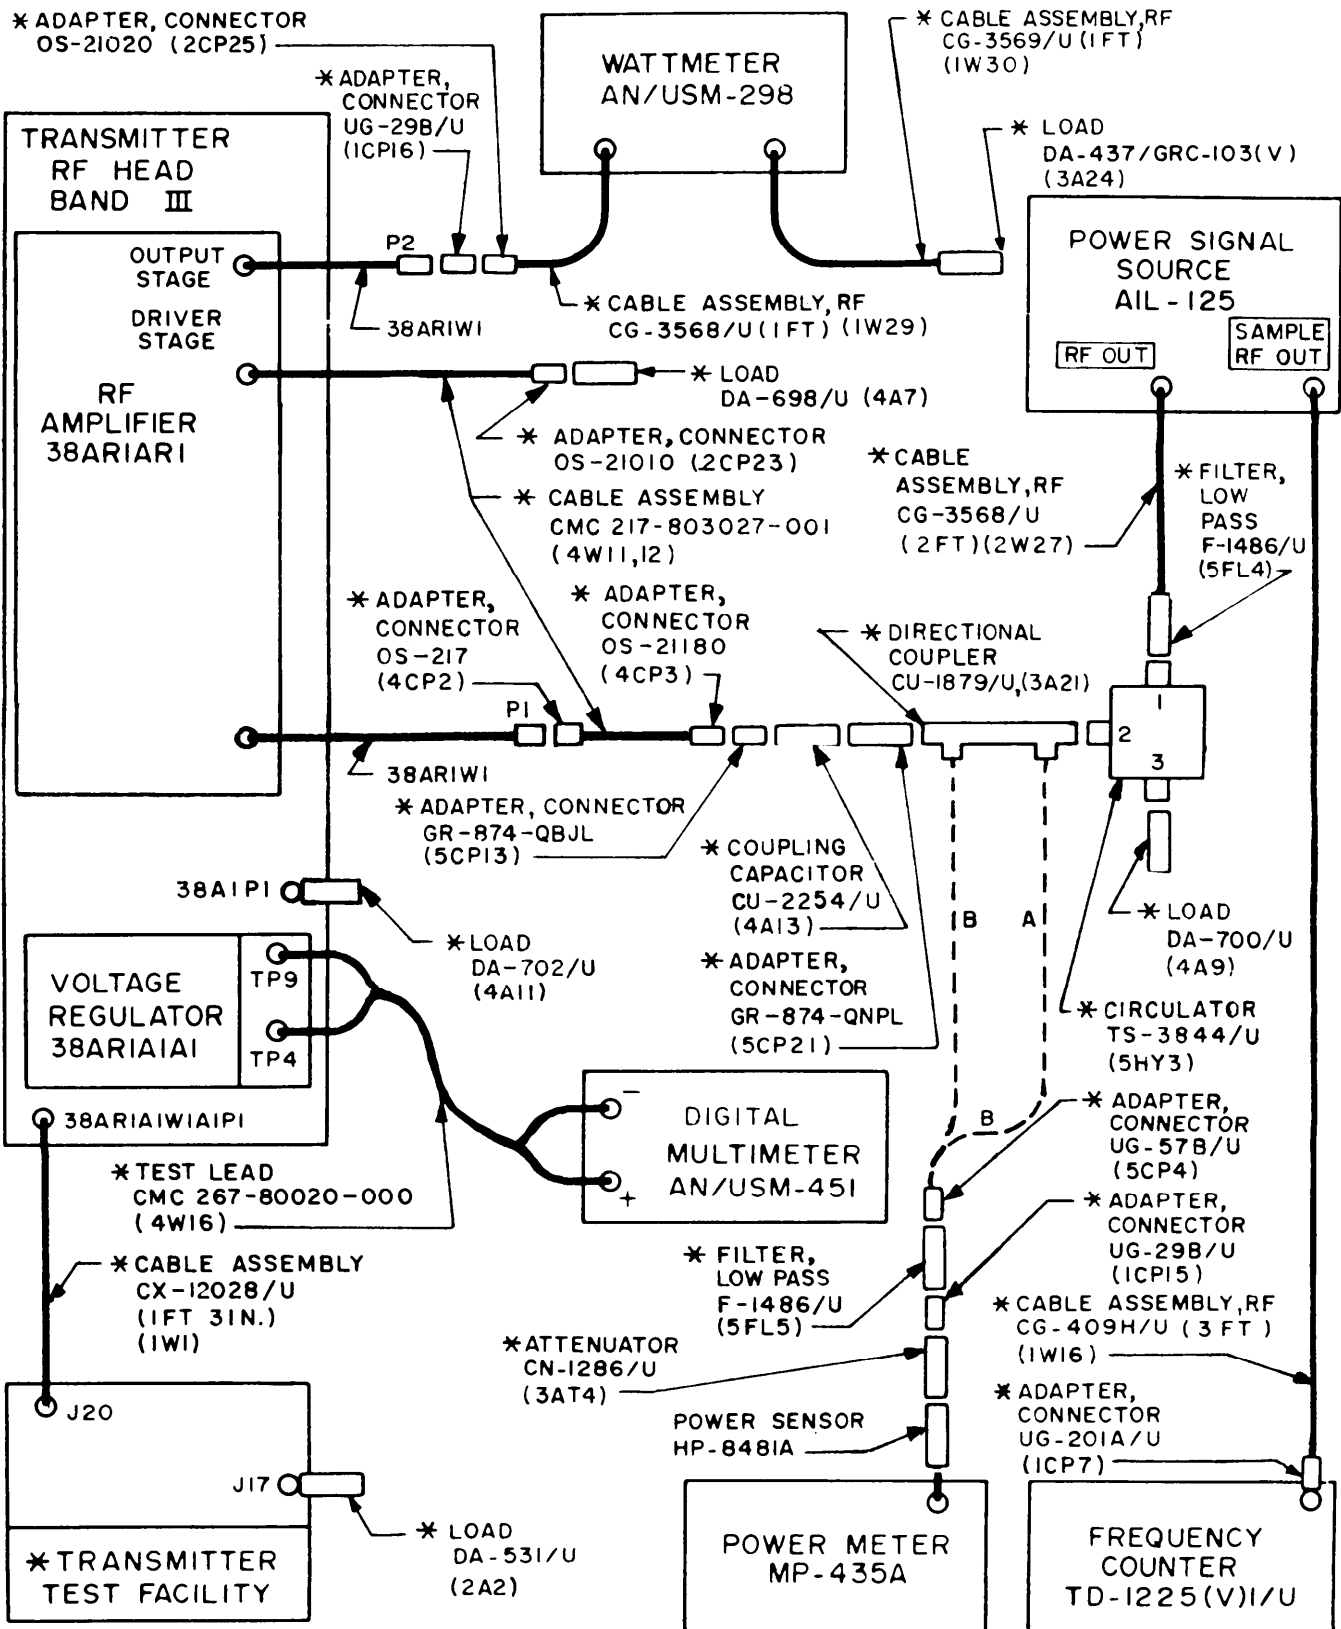 * ADAPTER, CONNECTOR
OS-21020 (2CP25)
* ADAPTER,
CONNECTOR
UG-29B/U
(1CP16)
WATTMETER
AN/USM-298
* CABLE ASSEMBLY,RF
CG-3569/U (1FT)
(1W30)
* LOAD
DA-437/GRC-103(V)
(3A24)
TRANSMITTER
RF HEAD
BAND III
OUTPUT
STAGE
P2
DRIVER
STAGE
38AR1W1
* CABLE ASSEMBLY, RF
CG-3568/U (1FT) (1W29)
POWER SIGNAL
SOURCE
AIL-125
RF OUT
SAMPLE
RF OUT
RF
AMPLIFIER
38AR1AR1
* LOAD
DA-698/U (4A7)
* ADAPTER, CONNECTOR
OS-21010 (2CP23)
* CABLE ASSEMBLY
CMC 217-803027-001
(4W11,12)
* CABLE
ASSEMBLY,RF
CG-3568/U
(2FT)(2W27)
* FILTER,
LOW
PASS
F-1486/U
(5FL4)
* ADAPTER,
CONNECTOR
OS-217
(4CP2)
* ADAPTER,
CONNECTOR
OS-21180
(4CP3)
* DIRECTIONAL
COUPLER
CU-1879/U,(3A21)
P1
1
2
3
38AR1W1
* ADAPTER, CONNECTOR
GR-874-QBJL
(5CP13)
* COUPLING
CAPACITOR
CU-2254/U
(4A13)
B
A
* LOAD
DA-700/U
(4A9)
38A1P1
* LOAD
DA-702/U
(4A11)
* ADAPTER,
CONNECTOR
GR-874-QNPL
(5CP21)
* CIRCULATOR
TS-3844/U
(5HY3)
VOLTAGE
REGULATOR
38AR1A1A1
TP9
TP4
38AR1A1W1A1P1
-
DIGITAL
MULTIMETER
AN/USM-451
+
B
* ADAPTER,
CONNECTOR
UG-57B/U
(5CP4)
* TEST LEAD
CMC 267-80020-000
(4W16)
* ADAPTER,
CONNECTOR
UG-29B/U
(1CP15)
* CABLE ASSEMBLY
CX-12028/U
(1FT 3IN.)
(1W1)
* FILTER,
LOW PASS
F-1486/U
(5FL5)
* CABLE ASSEMBLY,RF
CG-409H/U (3 FT)
(1W16)
* ATTENUATOR
CN-1286/U
(3AT4)
* ADAPTER,
CONNECTOR
UG-201A/U
(1CP7)
POWER SENSOR
HP-8481A
J20
J17
* LOAD
DA-531/U
(2A2)
* TRANSMITTER
TEST FACILITY
POWER METER
MP-435A
FREQUENCY
COUNTER
TD-1225(V)1/U